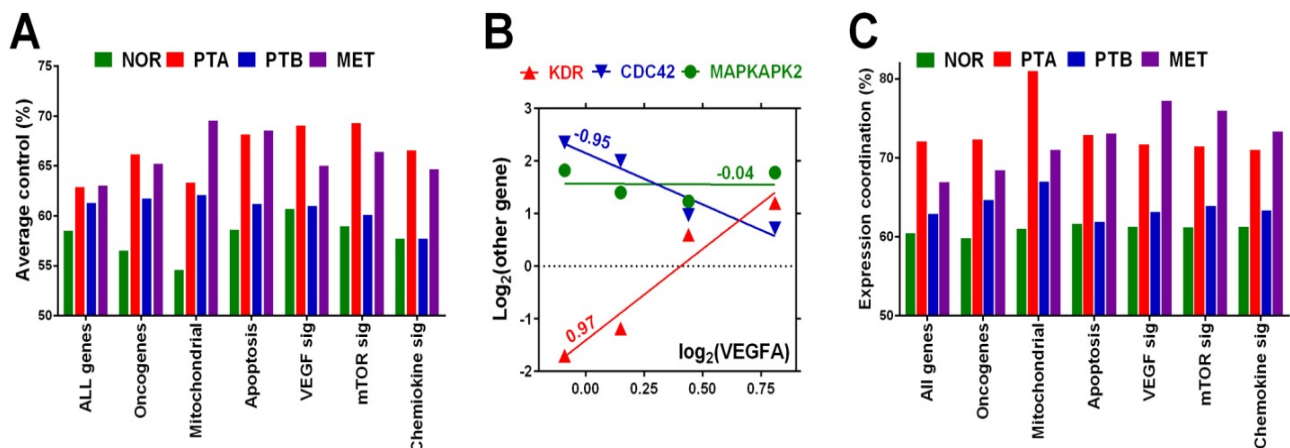 A
NOR PTA PTB MET
Average control (%)
75
70
65
60
55
50
ALL genes
Oncogenes
Mitochondrial
Apoptosis
VEGF sig
mTOR sig
Chemiokine sig
B
KDR CDC42 MAPKAPK2
Log2(other gene)
3
2
1
0
-1
-2
-0.95
-0.04
0.97
log2(VEGFA)
0.00 0.25 0.50 0.75
C
NOR PTA PTB MET
Expression coordination (%)
80
70
60
50
All genes
Oncogenes
Mitochondrial
Apoptosis
VEGF sig
mTOR sig
Chemokine sig